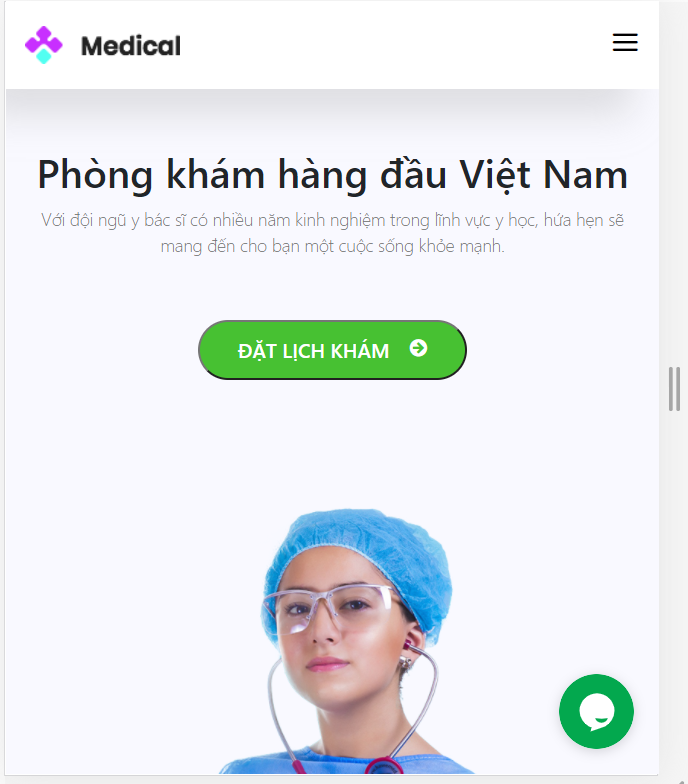 Medical
Phòng khám hàng đầu Việt Nam
Với đội ngũ y bác sĩ có nhiều năm kinh nghiệm trong lĩnh vực y học, hứa hẹn sẽ
mang đến cho bạn một cuộc sống khỏe mạnh.
ĐẶT LỊCH KHÁM